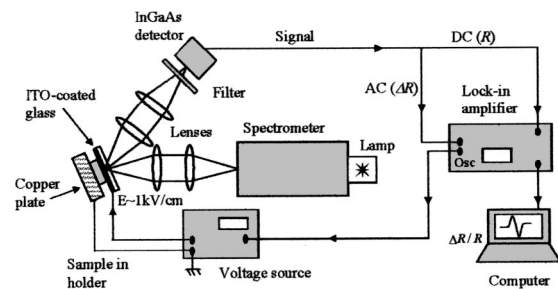 InGaAs
detector
Signal
DC (R)
Filter
AC (ΔR)
Lock-in
amplifier
ITO-coated
glass
Lenses
Spectrometer
Lamp
Osc
Copper
plate
E~1kV/cm
ΔR/R
Sample in
holder
Voltage source
Computer